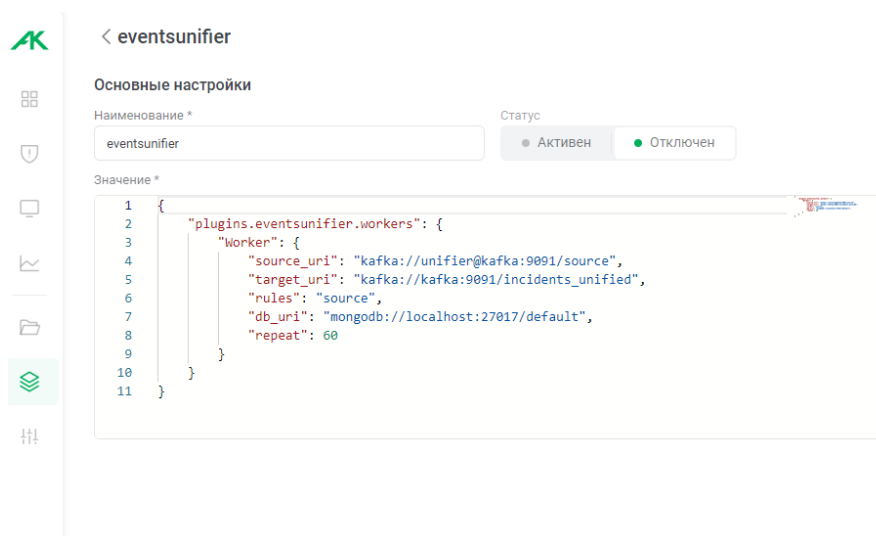 AK
eventsunifier
Основные настройки
Наименование *
Статус
eventsunifier
Активен
Отключен
Значение *
1 {
2 "plugins.eventsunifier.workers": {
3 "Worker": {
4 "source_uri": "kafka://unifier@kafka:9091/source",
5 "target_uri": "kafka://kafka:9091/incidents_unified",
6 "rules": "source",
7 "db_uri": "mongodb://localhost:27017/default",
8 "repeat": 60
9 }
10 }
11 }